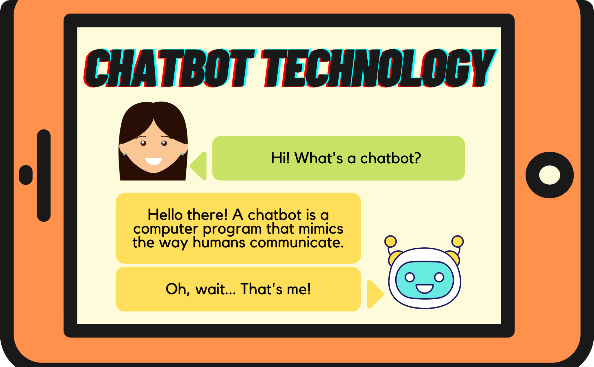 CHATBOT TECHNOLOGY
Hi! What's a chatbot?
Hello there! A chatbot is a
computer program that mimics
the way humans communicate.
Oh, wait... That's me!